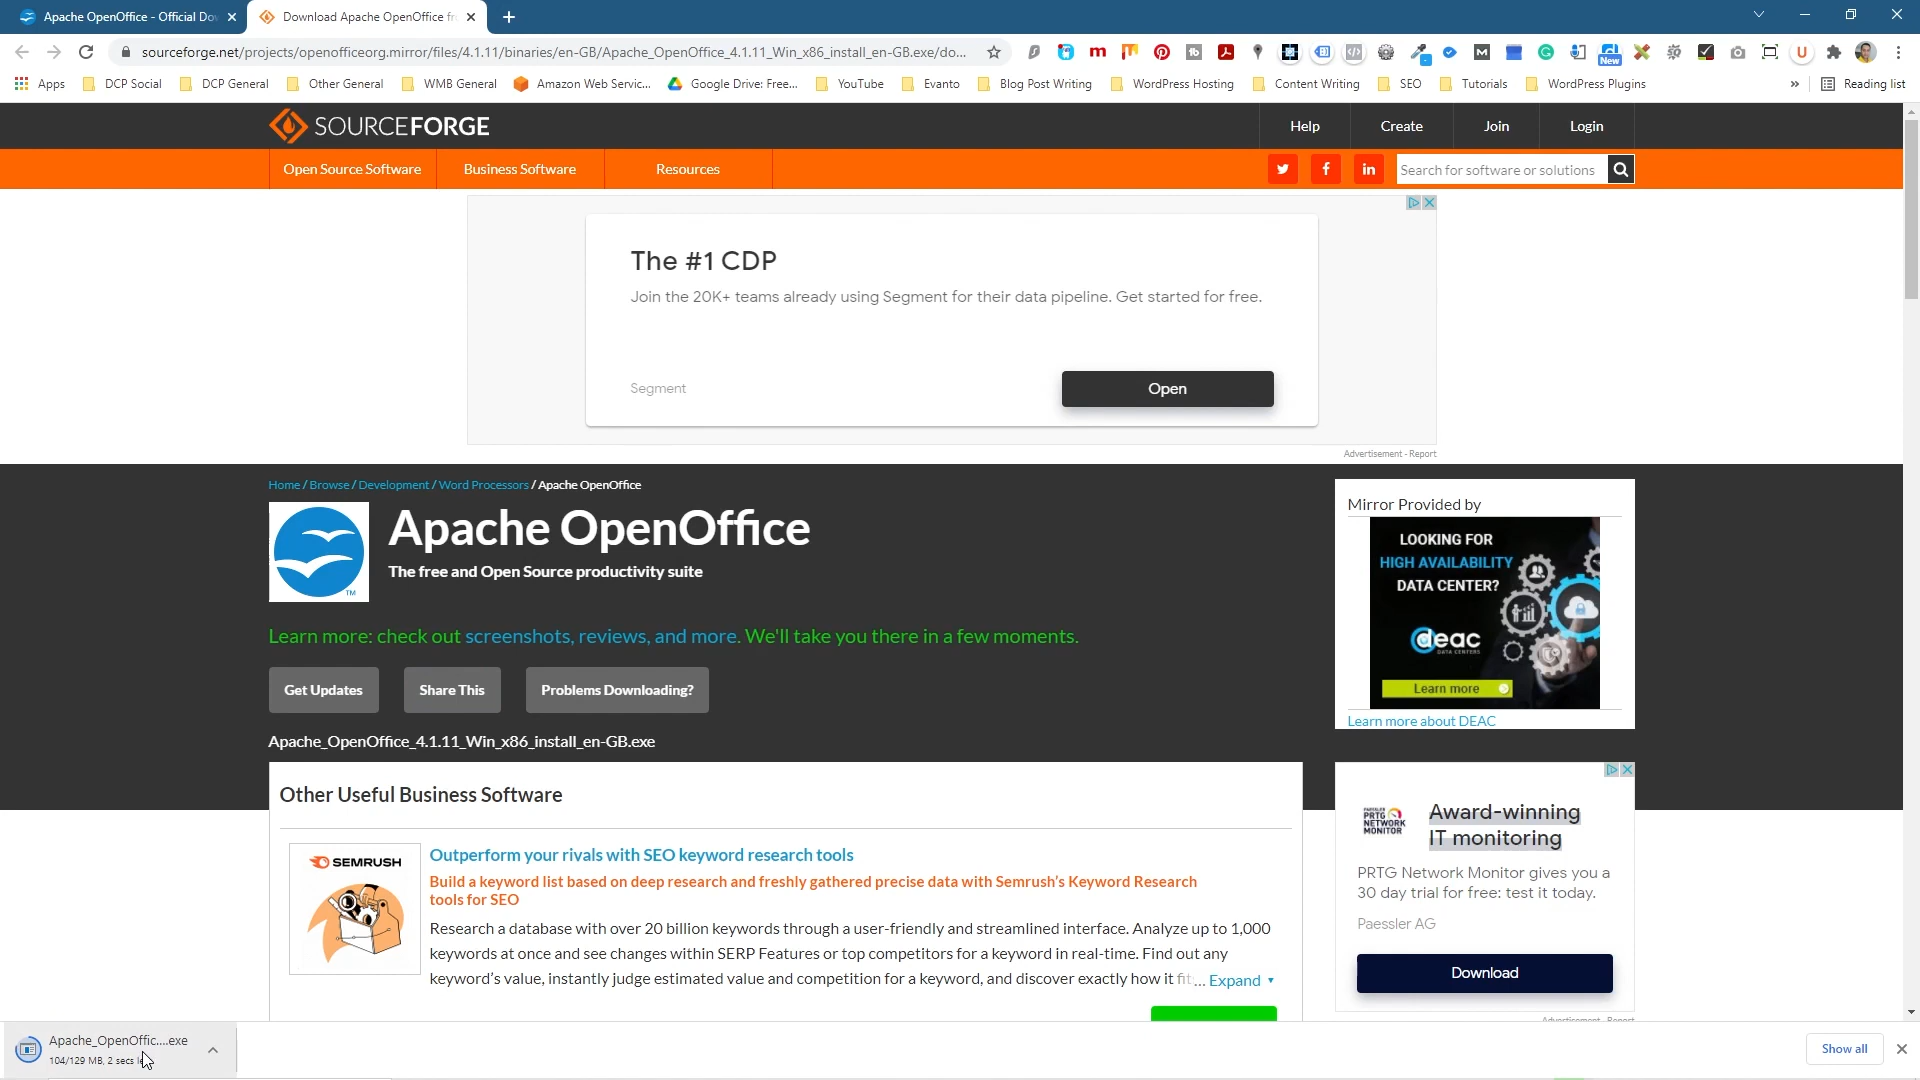 Apache OpenOffice - Official Do
Download Apache OpenOffice fr
sourceforge.net/projects/openofficeorg.mirror/files/4.1.11/binaries/en-GB/Apache_OpenOffice_4.1.11_Win_x86_install_en-GB.exe/do...
New
Apps
DCP Social
DCP General
Other General
WMB General
Amazon Web Servic...
Google Drive: Free...
YouTube
Evanto
Blog Post Writing
WordPress Hosting
Content Writing
SEO
Tutorials
WordPress Plugins
»
Reading list
SOURCEFORGE
Help
Create
Join
Login
Open Source Software
Business Software
Resources
Search for software or solutions
The #1 CDP
Join the 20K+ teams already using Segment for their data pipeline. Get started for free.
Segment
Open
Advertisement - Report
Home / Browse / Development / Word Processors / Apache OpenOffice
Apache OpenOffice
The free and Open Source productivity suite
TM
Mirror Provided by
LOOKING FOR
HIGH AVAILABILITY
DATA CENTER?
deac
DATA CENTERS
Learn more
Learn more about DEAC
Learn more: check out screenshots, reviews, and more. We'll take you there in a few moments.
Get Updates
Share This
Problems Downloading?
Apache_OpenOffice_4.1.11_Win_x86_install_en-GB.exe
Other Useful Business Software
SEMRUSH
Outperform your rivals with SEO keyword research tools
Build a keyword list based on deep research and freshly gathered precise data with Semrush's Keyword Research
tools for SEO
Research a database with over 20 billion keywords through a user-friendly and streamlined interface. Analyze up to 1,000
keywords at once and see changes within SERP Features or top competitors for a keyword in real-time. Find out any
keyword's value, instantly judge estimated value and competition for a keyword, and discover exactly how it fit... Expand
PAESSLER
PRTG
NETWORK
MONITOR
Award-winning
IT monitoring
PRTG Network Monitor gives you a
30 day trial for free: test it today.
Paessler AG
Download
Advertisement - Report
Apache_OpenOffic....exe
104/129 MB, 2 secs
Show all